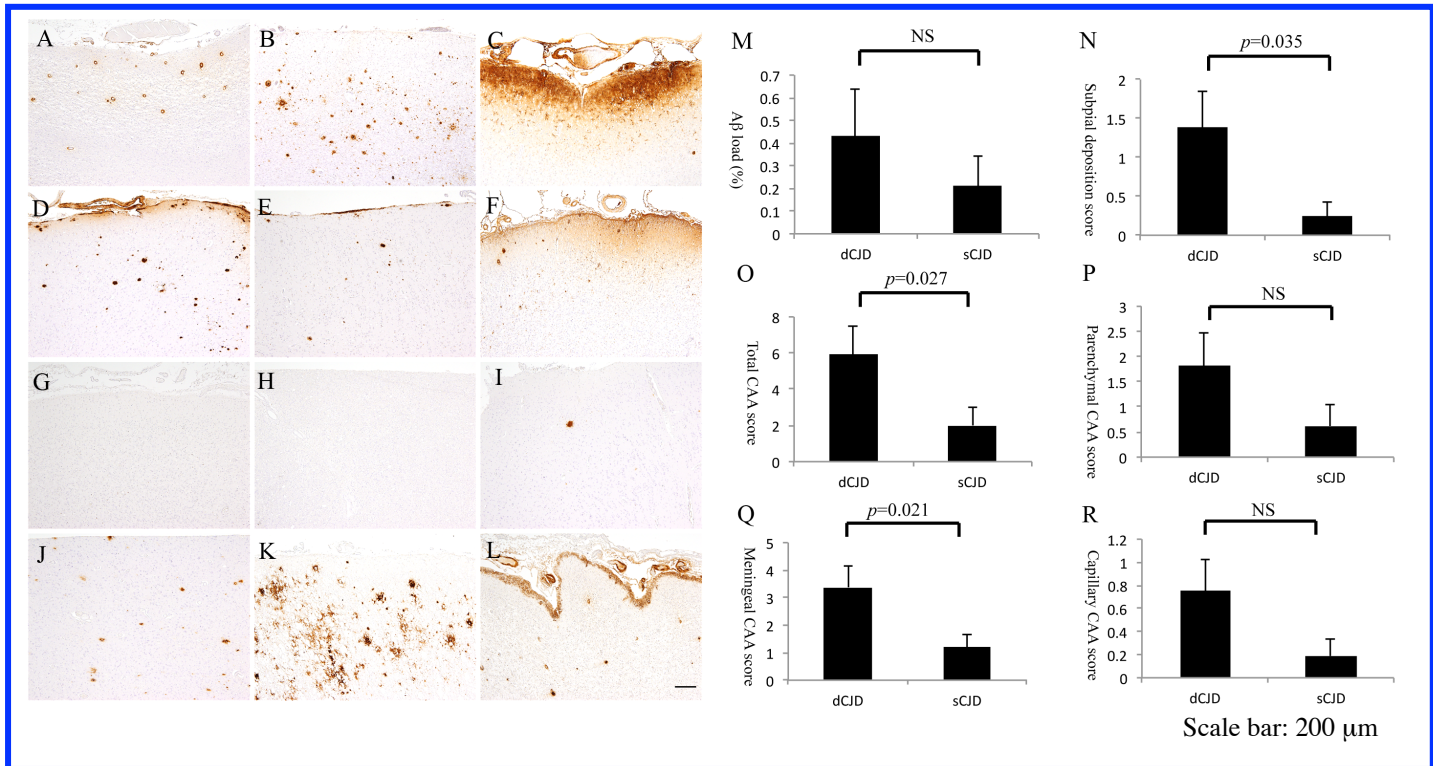 A
B
C
D
E
F
G
H
I
J
K
L
M
NS
Aβ load (%)
0.7
0.6
0.5
0.4
0.3
0.2
0.1
0
dCJD
sCJD
N
p=0.035
Subpial deposition score
2
1.5
1
0.5
0
dCJD
sCJD
O
p=0.027
Total CAA score
8
6
4
2
0
dCJD
sCJD
P
NS
Parenchymal CAA score
3
2.5
2
1.5
1
0.5
0
dCJD
sCJD
Q
p=0.021
Meningeal CAA score
5
4
3
2
1
0
dCJD
sCJD
R
NS
Capillary CAA score
1.2
1
0.8
0.6
0.4
0.2
0
dCJD
sCJD
Scale bar: 200 μm